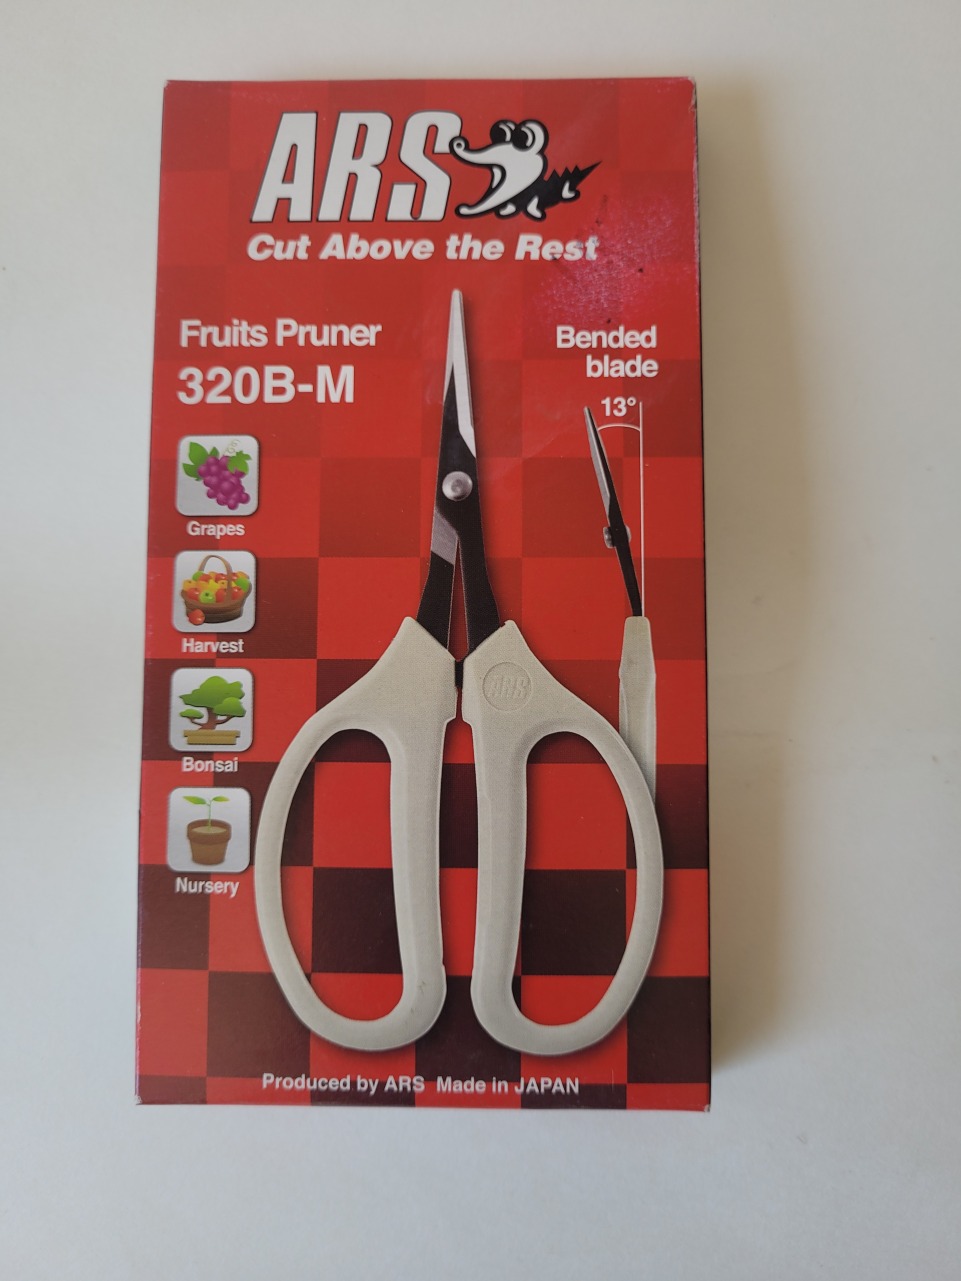 ARS
Cut Above the Rest
Fruits Pruner
320B-M
Bended
blade
13°
Grapes
Harvest
Bonsai
Nursery
ARS
Produced by ARS Made in JAPAN